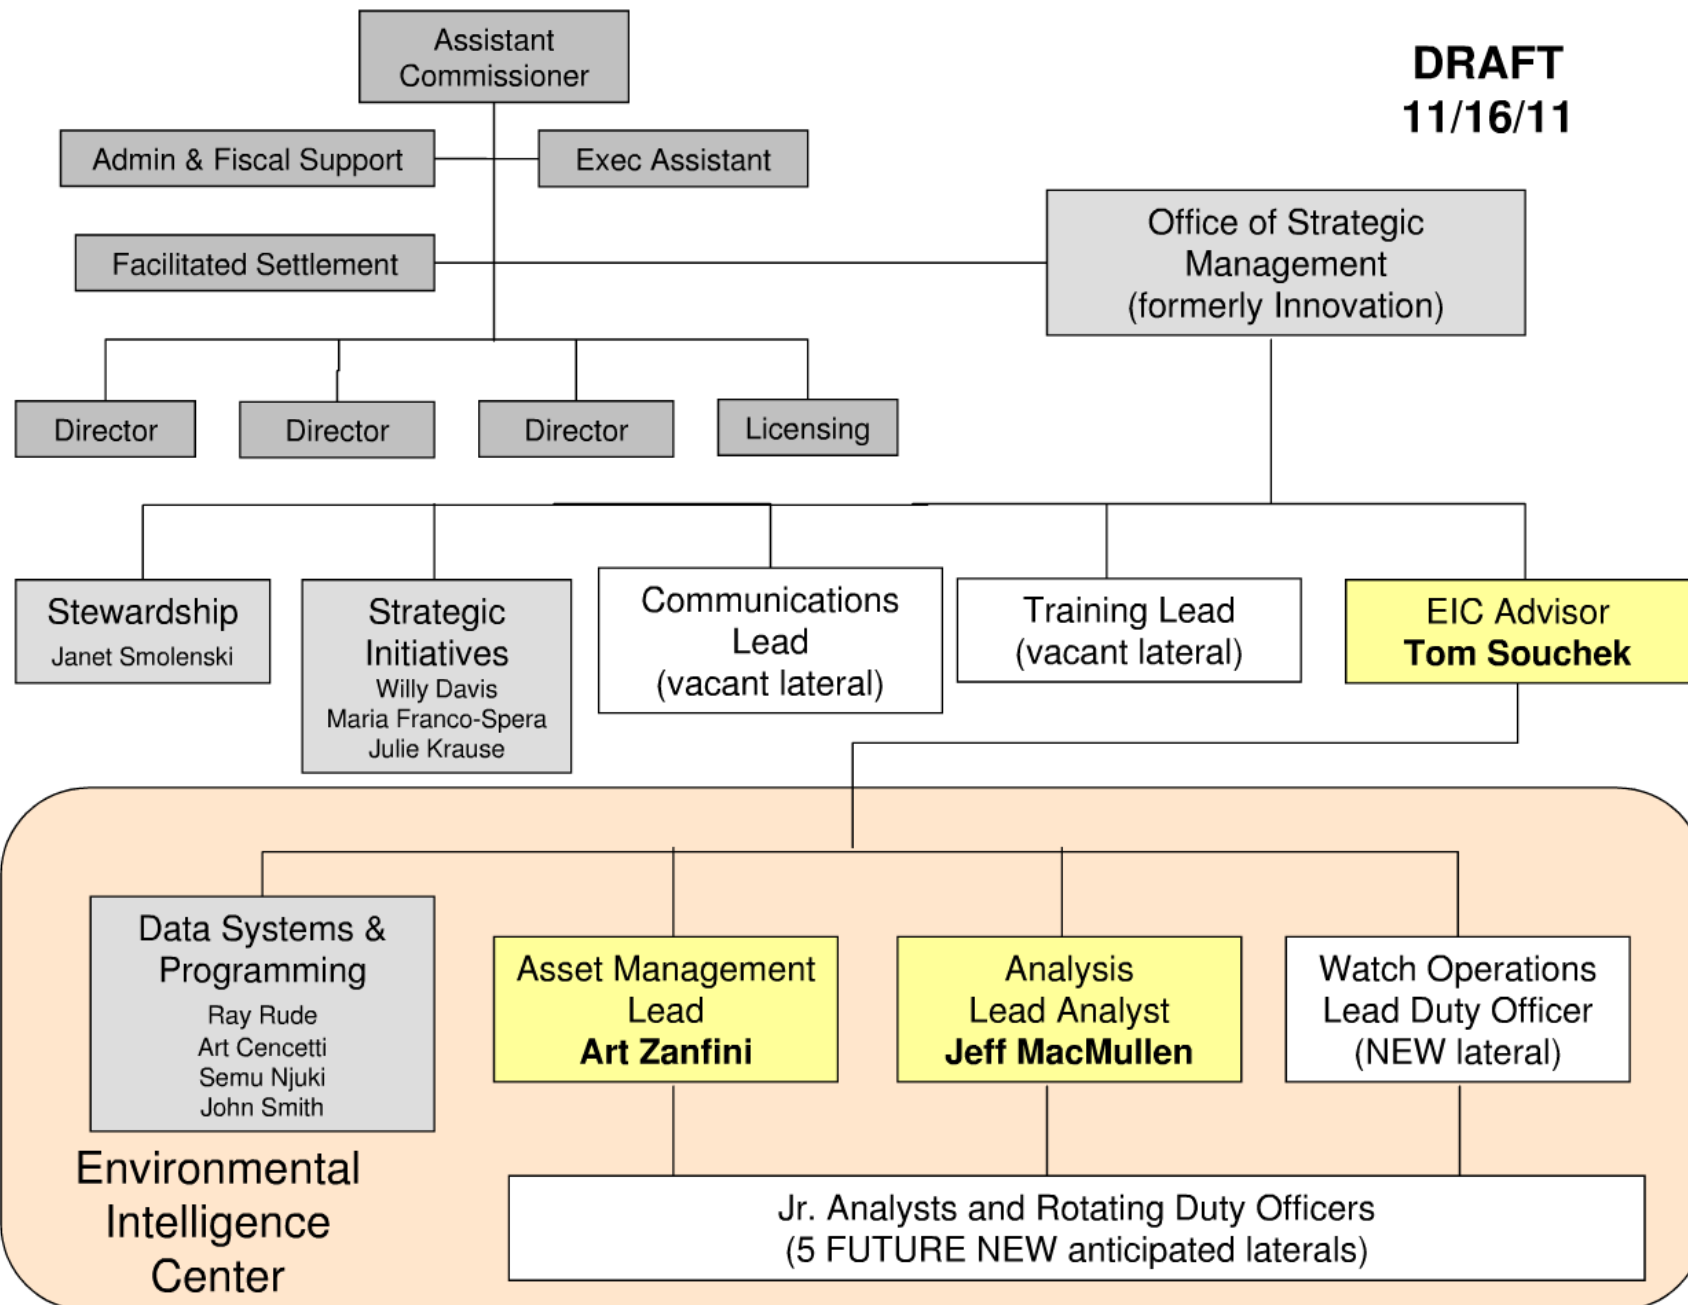 Assistant
Commissioner
DRAFT
11/16/11
Admin & Fiscal Support
Exec Assistant
Office of Strategic
Management
(formerly Innovation)
Facilitated Settlement
Director
Director
Director
Licensing
Stewardship
Janet Smolenski
Strategic
Initiatives
Willy Davis
Maria Franco-Spera
Julie Krause
Communications
Lead
(vacant lateral)
Training Lead
(vacant lateral)
EIC Advisor
Tom Souchek
Data Systems &
Programming
Ray Rude
Art Cencetti
Semu Njuki
John Smith
Asset Management
Lead
Art Zanfini
Analysis
Lead Analyst
Jeff MacMullen
Watch Operations
Lead Duty Officer
(NEW lateral)
Environmental
Intelligence
Center
Jr. Analysts and Rotating Duty Officers
(5 FUTURE NEW anticipated laterals)